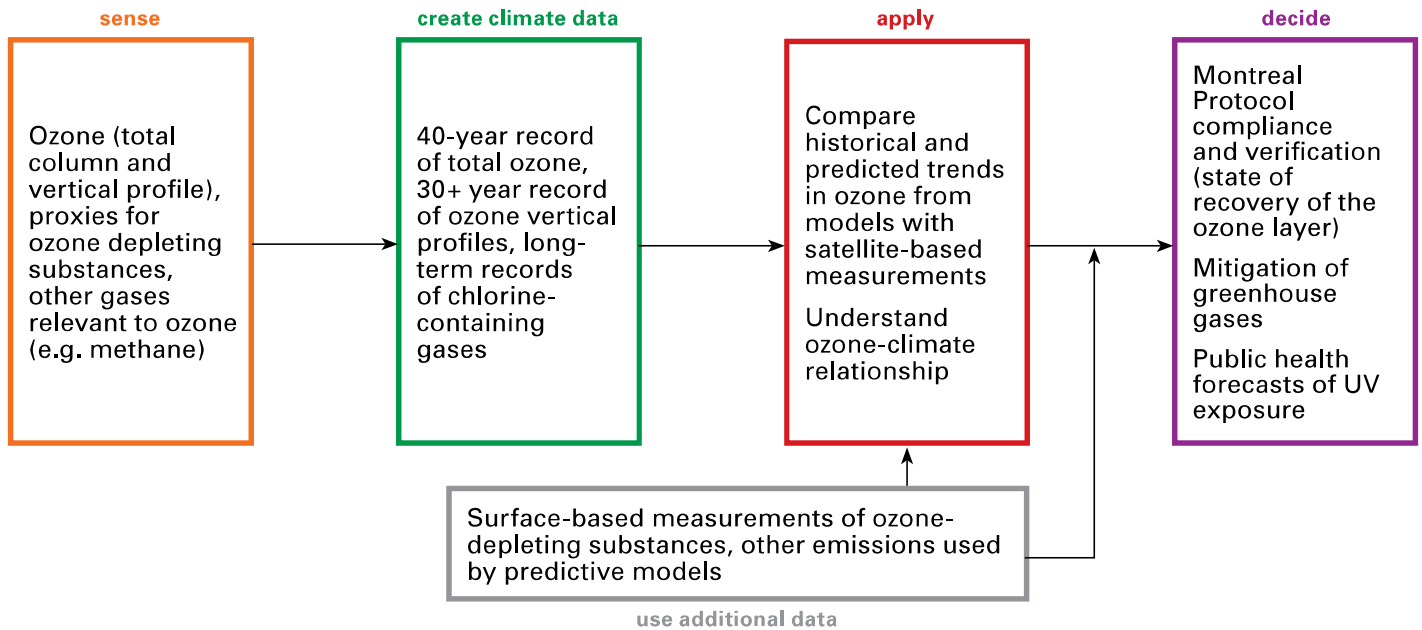 sense
Ozone (total
column and
vertical profile),
proxies for
ozone depleting
substances,
other gases
relevant to ozone
(e.g. methane)
create climate data
40-year record
of total ozone,
30+ year record
of ozone vertical
profiles, long-
term records
of chlorine-
containing
gases
apply
Compare
historical and
predicted trends
in ozone from
models with
satellite-based
measurements
Understand
ozone-climate
relationship
decide
Montreal
Protocol
compliance
and verification
(state of
recovery of the
ozone layer)
Mitigation of
greenhouse
gases
Public health
forecasts of UV
exposure
Surface-based measurements of ozone-
depleting substances, other emissions used
by predictive models
use additional data